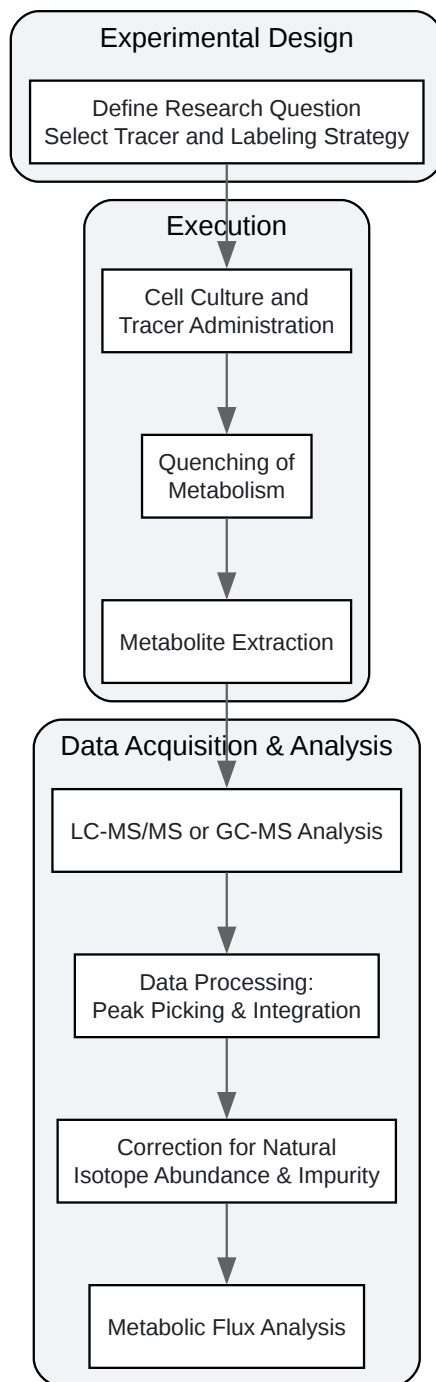 Experimental Design
Define Research Question
Select Tracer and Labeling Strategy
Execution
Cell Culture and
Tracer Administration
Quenching of
Metabolism
Metabolite Extraction
Data Acquisition & Analysis
LC-MS/MS or GC-MS Analysis
Data Processing:
Peak Picking & Integration
Correction for Natural
Isotope Abundance & Impurity
Metabolic Flux Analysis